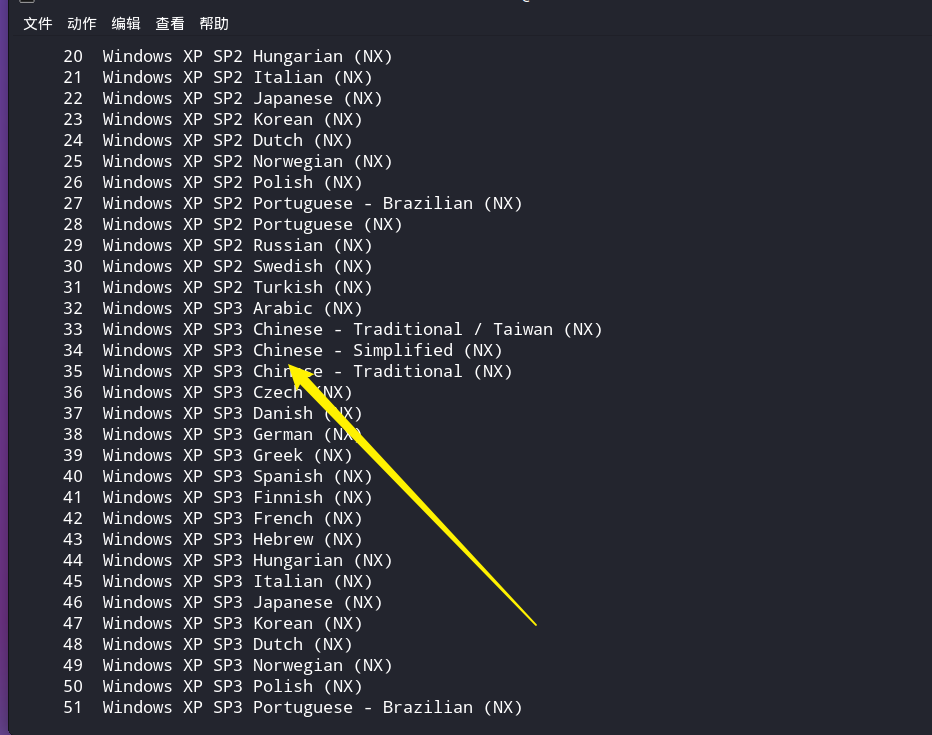 文件 动作 编辑 查看 帮助
20 Windows XP SP2 Hungarian (NX)
21 Windows XP SP2 Italian (NX)
22 Windows XP SP2 Japanese (NX)
23 Windows XP SP2 Korean (NX)
24 Windows XP SP2 Dutch (NX)
25 Windows XP SP2 Norwegian (NX)
26 Windows XP SP2 Polish (NX)
27 Windows XP SP2 Portuguese - Brazilian (NX)
28 Windows XP SP2 Portuguese (NX)
29 Windows XP SP2 Russian (NX)
30 Windows XP SP2 Swedish (NX)
31 Windows XP SP2 Turkish (NX)
32 Windows XP SP3 Arabic (NX)
33 Windows XP SP3 Chinese - Traditional / Taiwan (NX)
34 Windows XP SP3 Chinese - Simplified (NX)
35 Windows XP SP3 Chinese - Traditional (NX)
36 Windows XP SP3 Czech (NX)
37 Windows XP SP3 Danish (NX)
38 Windows XP SP3 German (NX)
39 Windows XP SP3 Greek (NX)
40 Windows XP SP3 Spanish (NX)
41 Windows XP SP3 Finnish (NX)
42 Windows XP SP3 French (NX)
43 Windows XP SP3 Hebrew (NX)
44 Windows XP SP3 Hungarian (NX)
45 Windows XP SP3 Italian (NX)
46 Windows XP SP3 Japanese (NX)
47 Windows XP SP3 Korean (NX)
48 Windows XP SP3 Dutch (NX)
49 Windows XP SP3 Norwegian (NX)
50 Windows XP SP3 Polish (NX)
51 Windows XP SP3 Portuguese - Brazilian (NX)